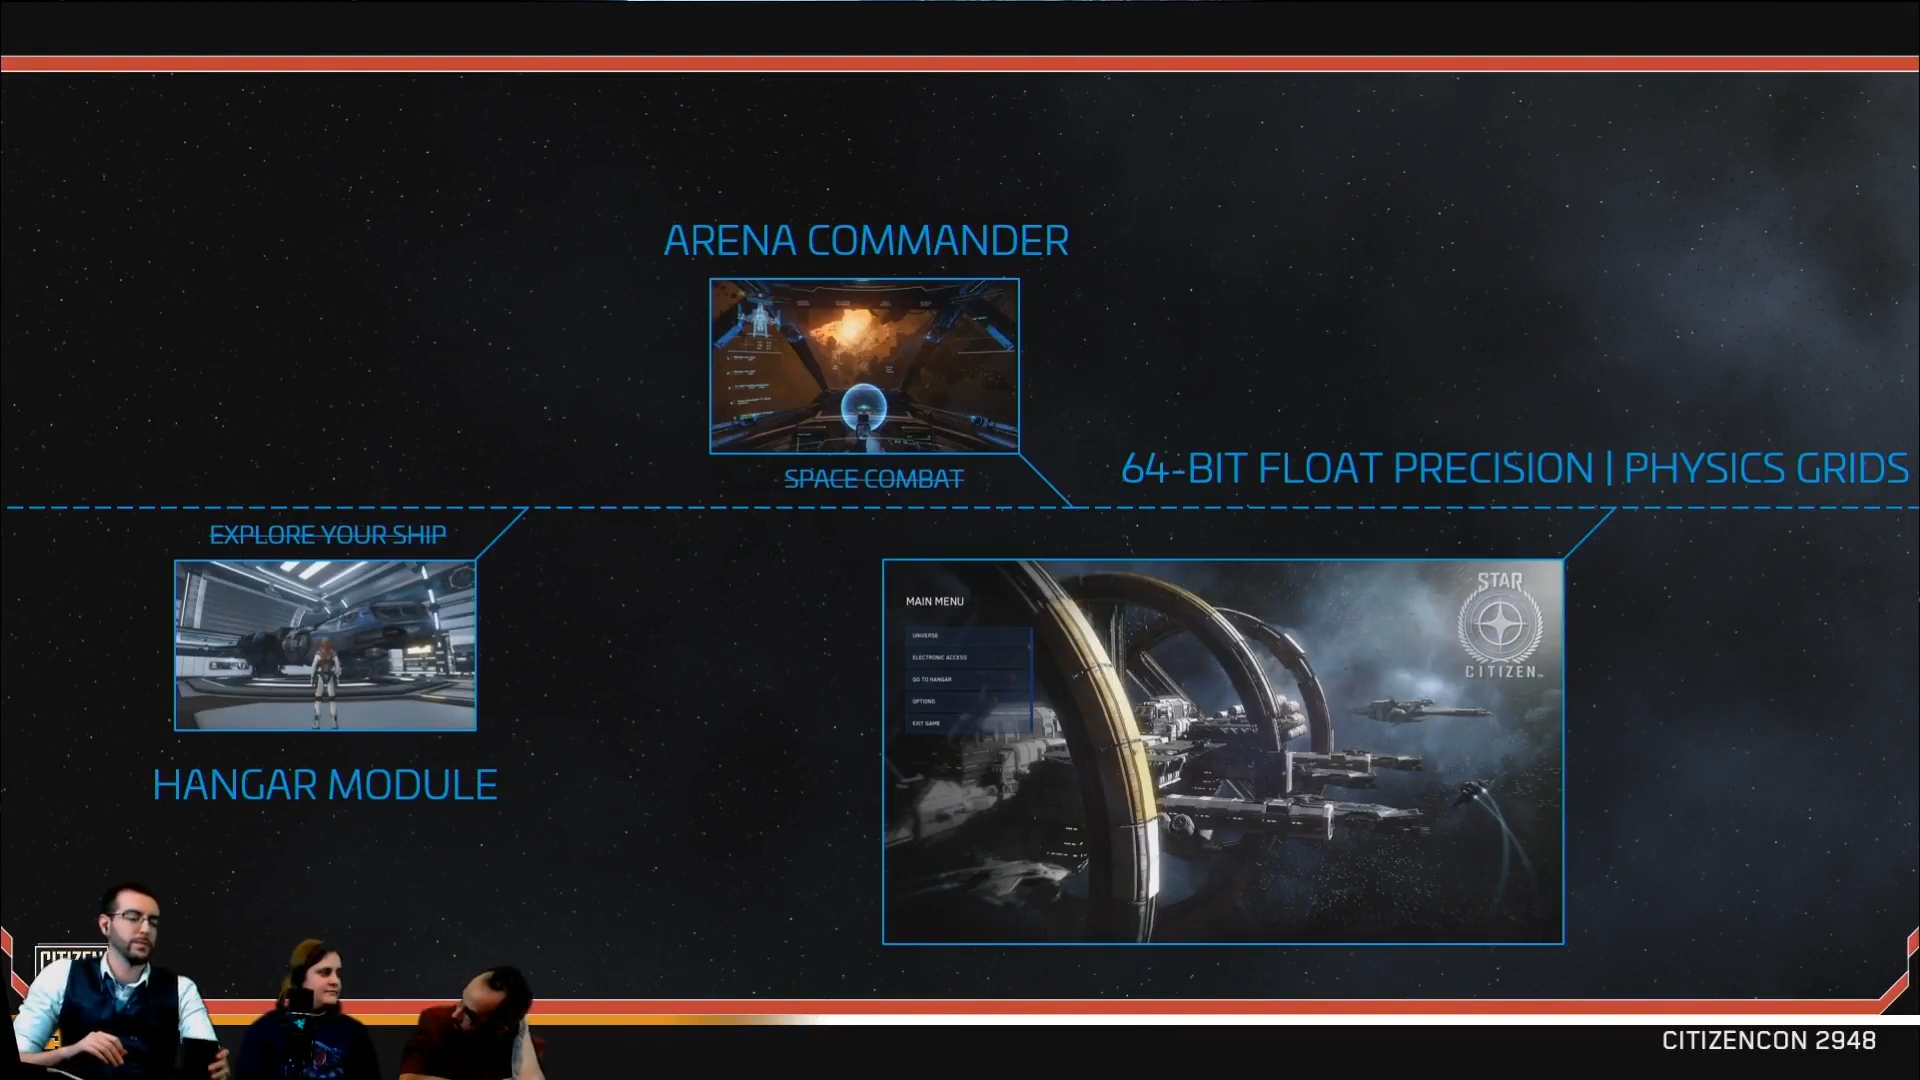 ARENA COMMANDER
SPACE COMBAT
64-BIT FLOAT PRECISION | PHYSICS GRIDS
EXPLORE YOUR SHIP
HANGAR MODULE
MAIN MENU
UNIVERSE
ELECTRONIC ACCESS
GO TO HANGAR
OPTIONS
EXIT GAME
STAR
CITIZEN
CITIZEN
CITIZENCON 2948